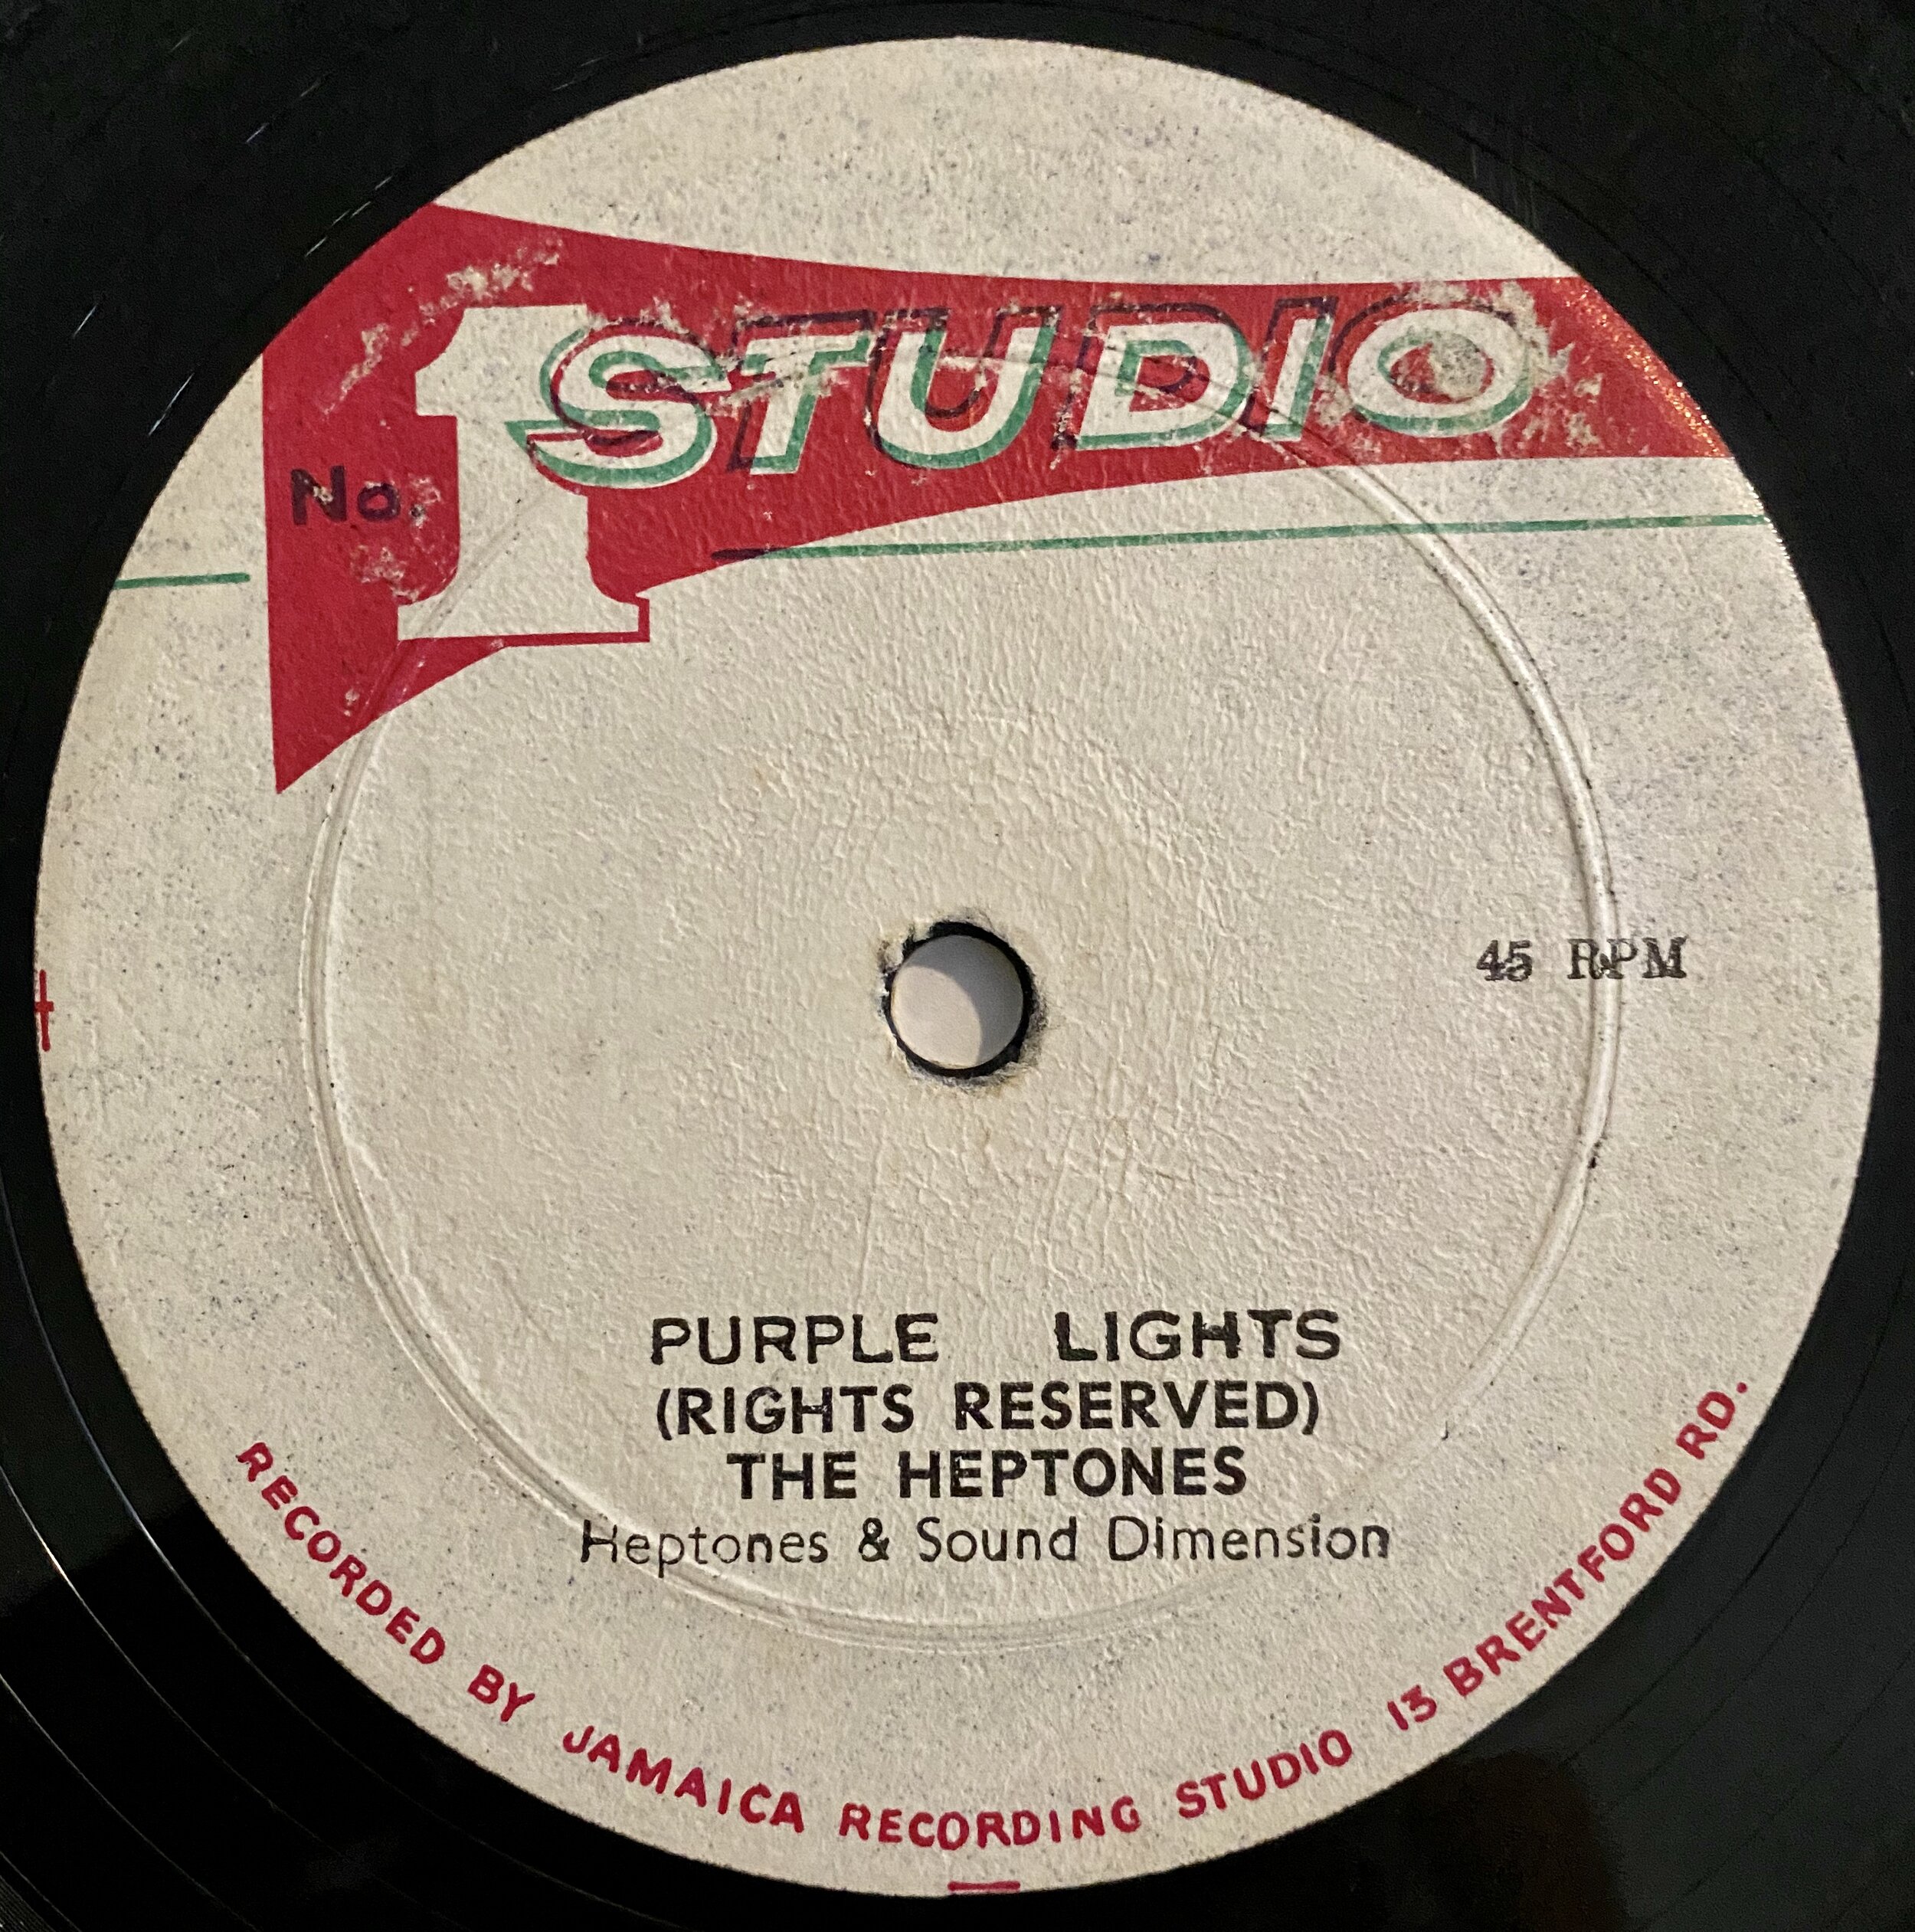 No. 1 STUDIO
45 RPM
PURPLE LIGHTS
(RIGHTS RESERVED)
THE HEPTONES
Heptones & Sound Dimension
RECORDED BY JAMAICA RECORDING STUDIO 13 BRENTFORD RD.